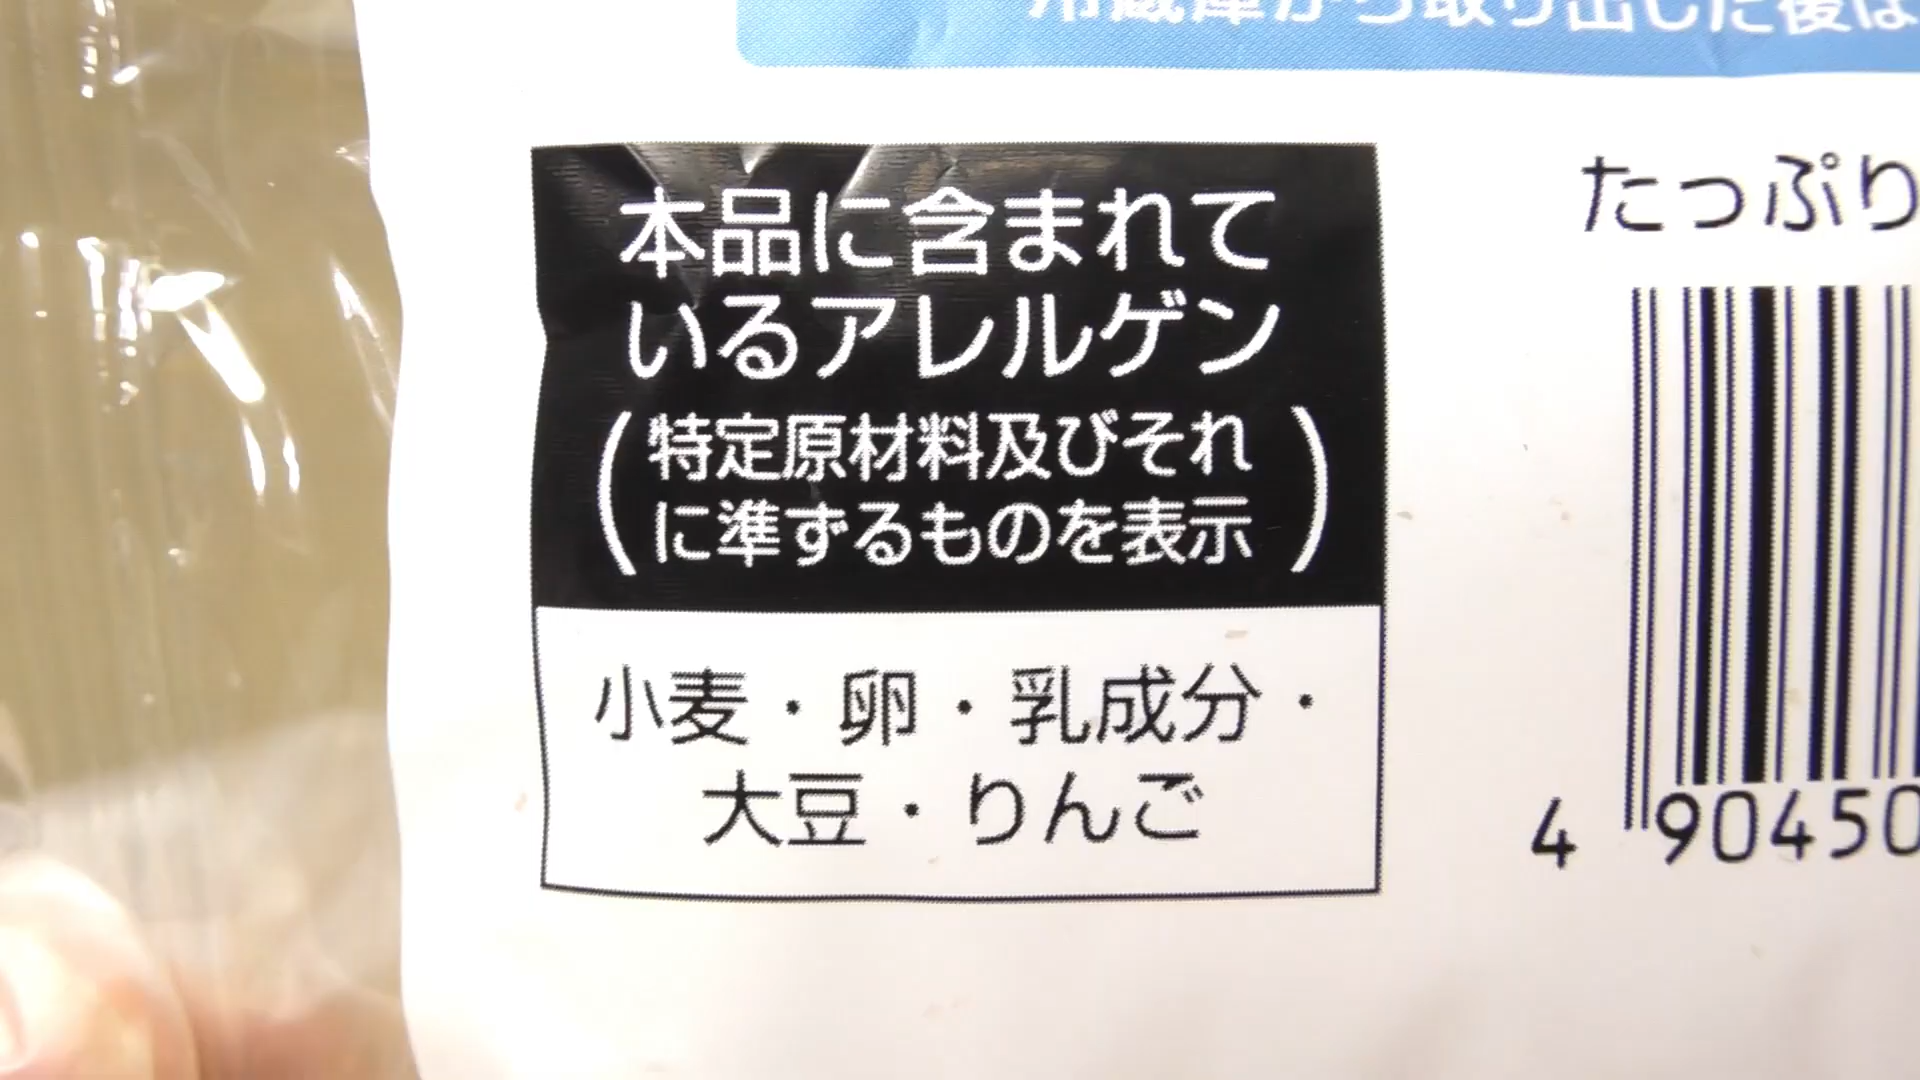 冷蔵庫から取り出した後は
本品に含まれて
いるアレルゲン
(特定原材料及びそれ
に準ずるものを表示)
小麦・卵・乳成分・
大豆・りんご
たっぷり
4 90450